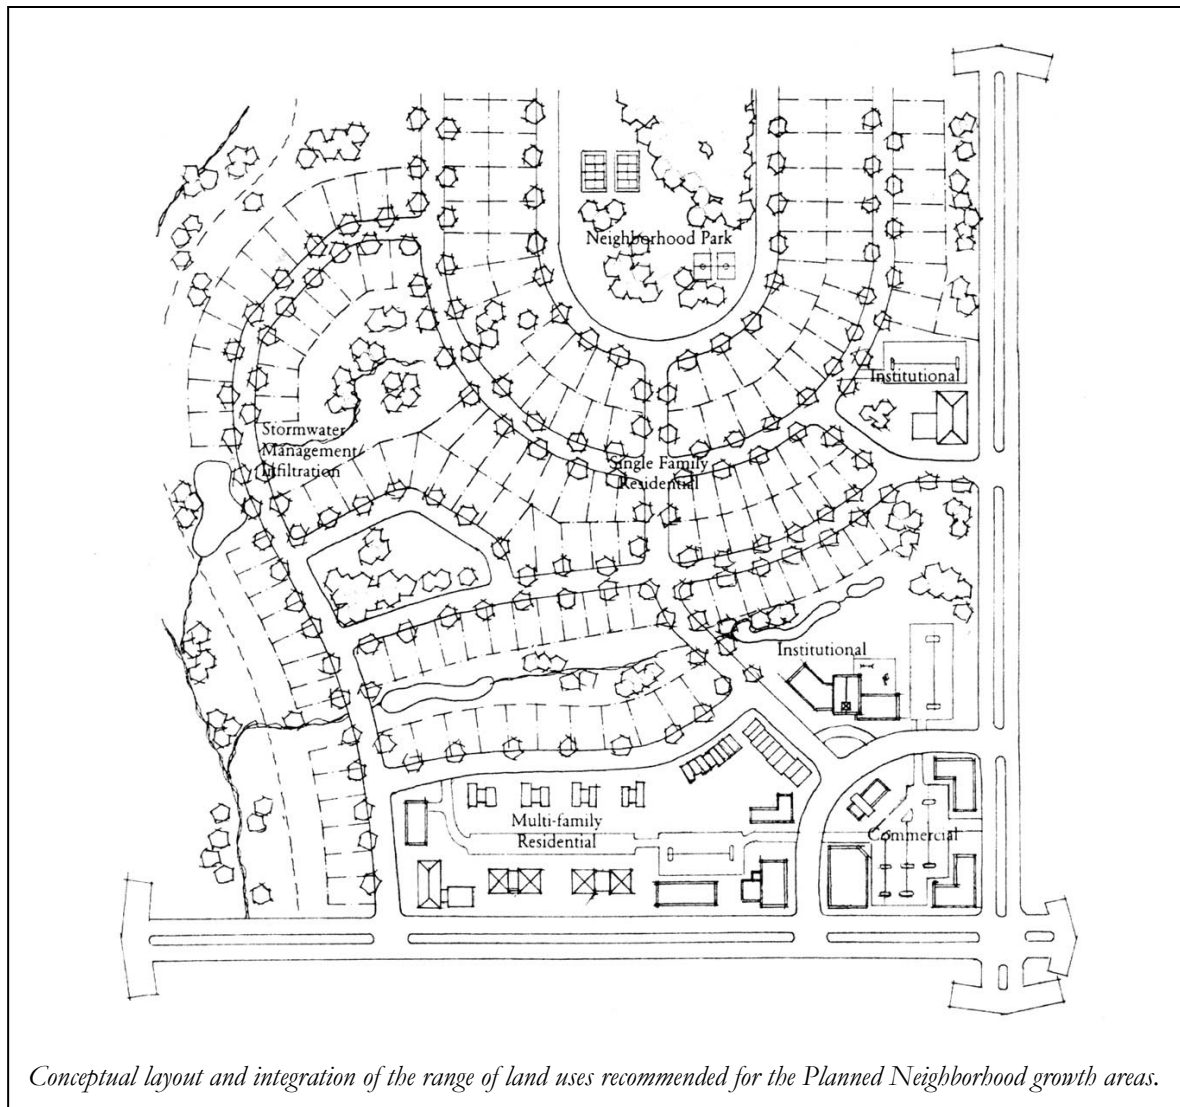 Neighborhood Park
Institutional
Stormwater
Management/
Infiltration
Single Family
Residential
Institutional
Multi-family
Residential
Commercial
Conceptual layout and integration of the range of land uses recommended for the Planned Neighborhood growth areas.